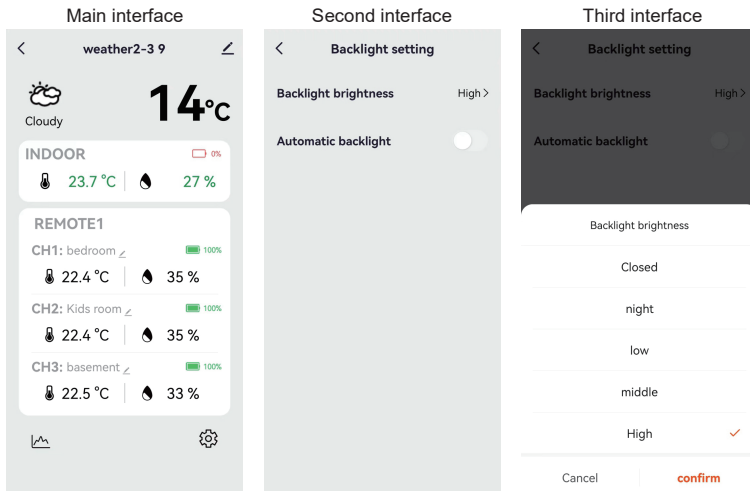 Main interface
weather2-3 9
Cloudy
14°C
INDOOR
0%
23.7 °C
27 %
REMOTE1
CH1: bedroom
100%
22.4 °C
35 %
CH2: Kids room
100%
22.4 °C
35 %
CH3: basement
100%
22.5 °C
33 %
Second interface
Backlight setting
Backlight brightness High >
Automatic backlight
Third interface
Backlight setting
Backlight brightness High >
Automatic backlight
Backlight brightness
Closed
night
low
middle
High
Cancel confirm